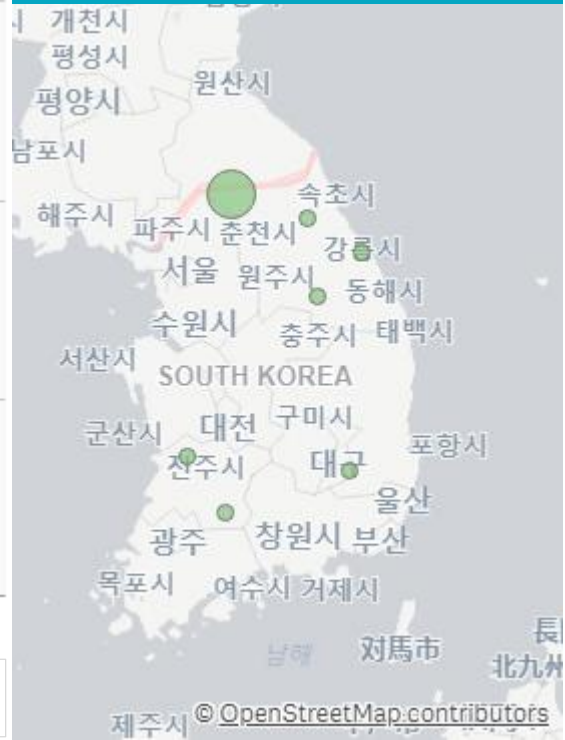 개천시
평성시
원산시
평양시
남포시
속초시
해주시 파주시 춘천시
강릉시
서울 원주시
동해시
수원시
충주시 태백시
서산시
SOUTH KOREA
구미시
군산시 대전
포항시
전주시 대구
울산
광주 창원시 부산
목포시 여수시 거제시
남해 対馬市
北九州
제주시 © OpenStreetMap contributors